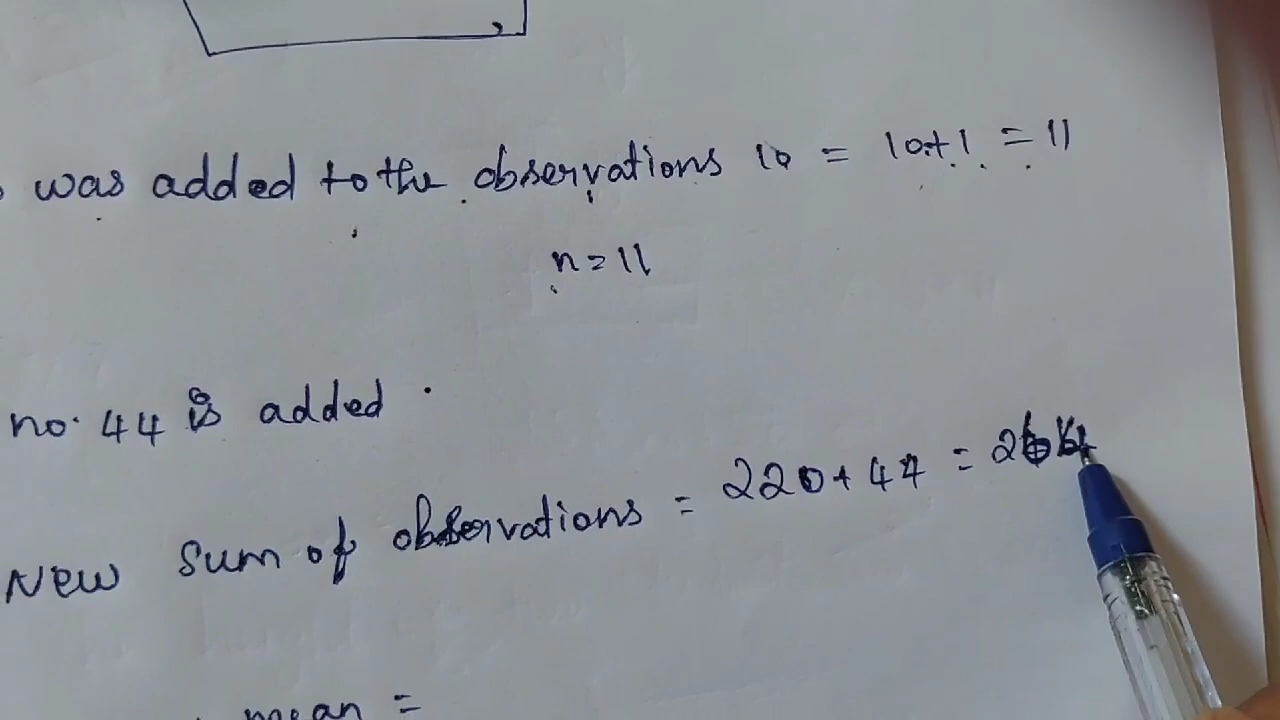 was added to the observations 10 = 10+1 = 11
n = 11
no. 44 is added.
New sum of observations = 220 + 44 = 264
mean =